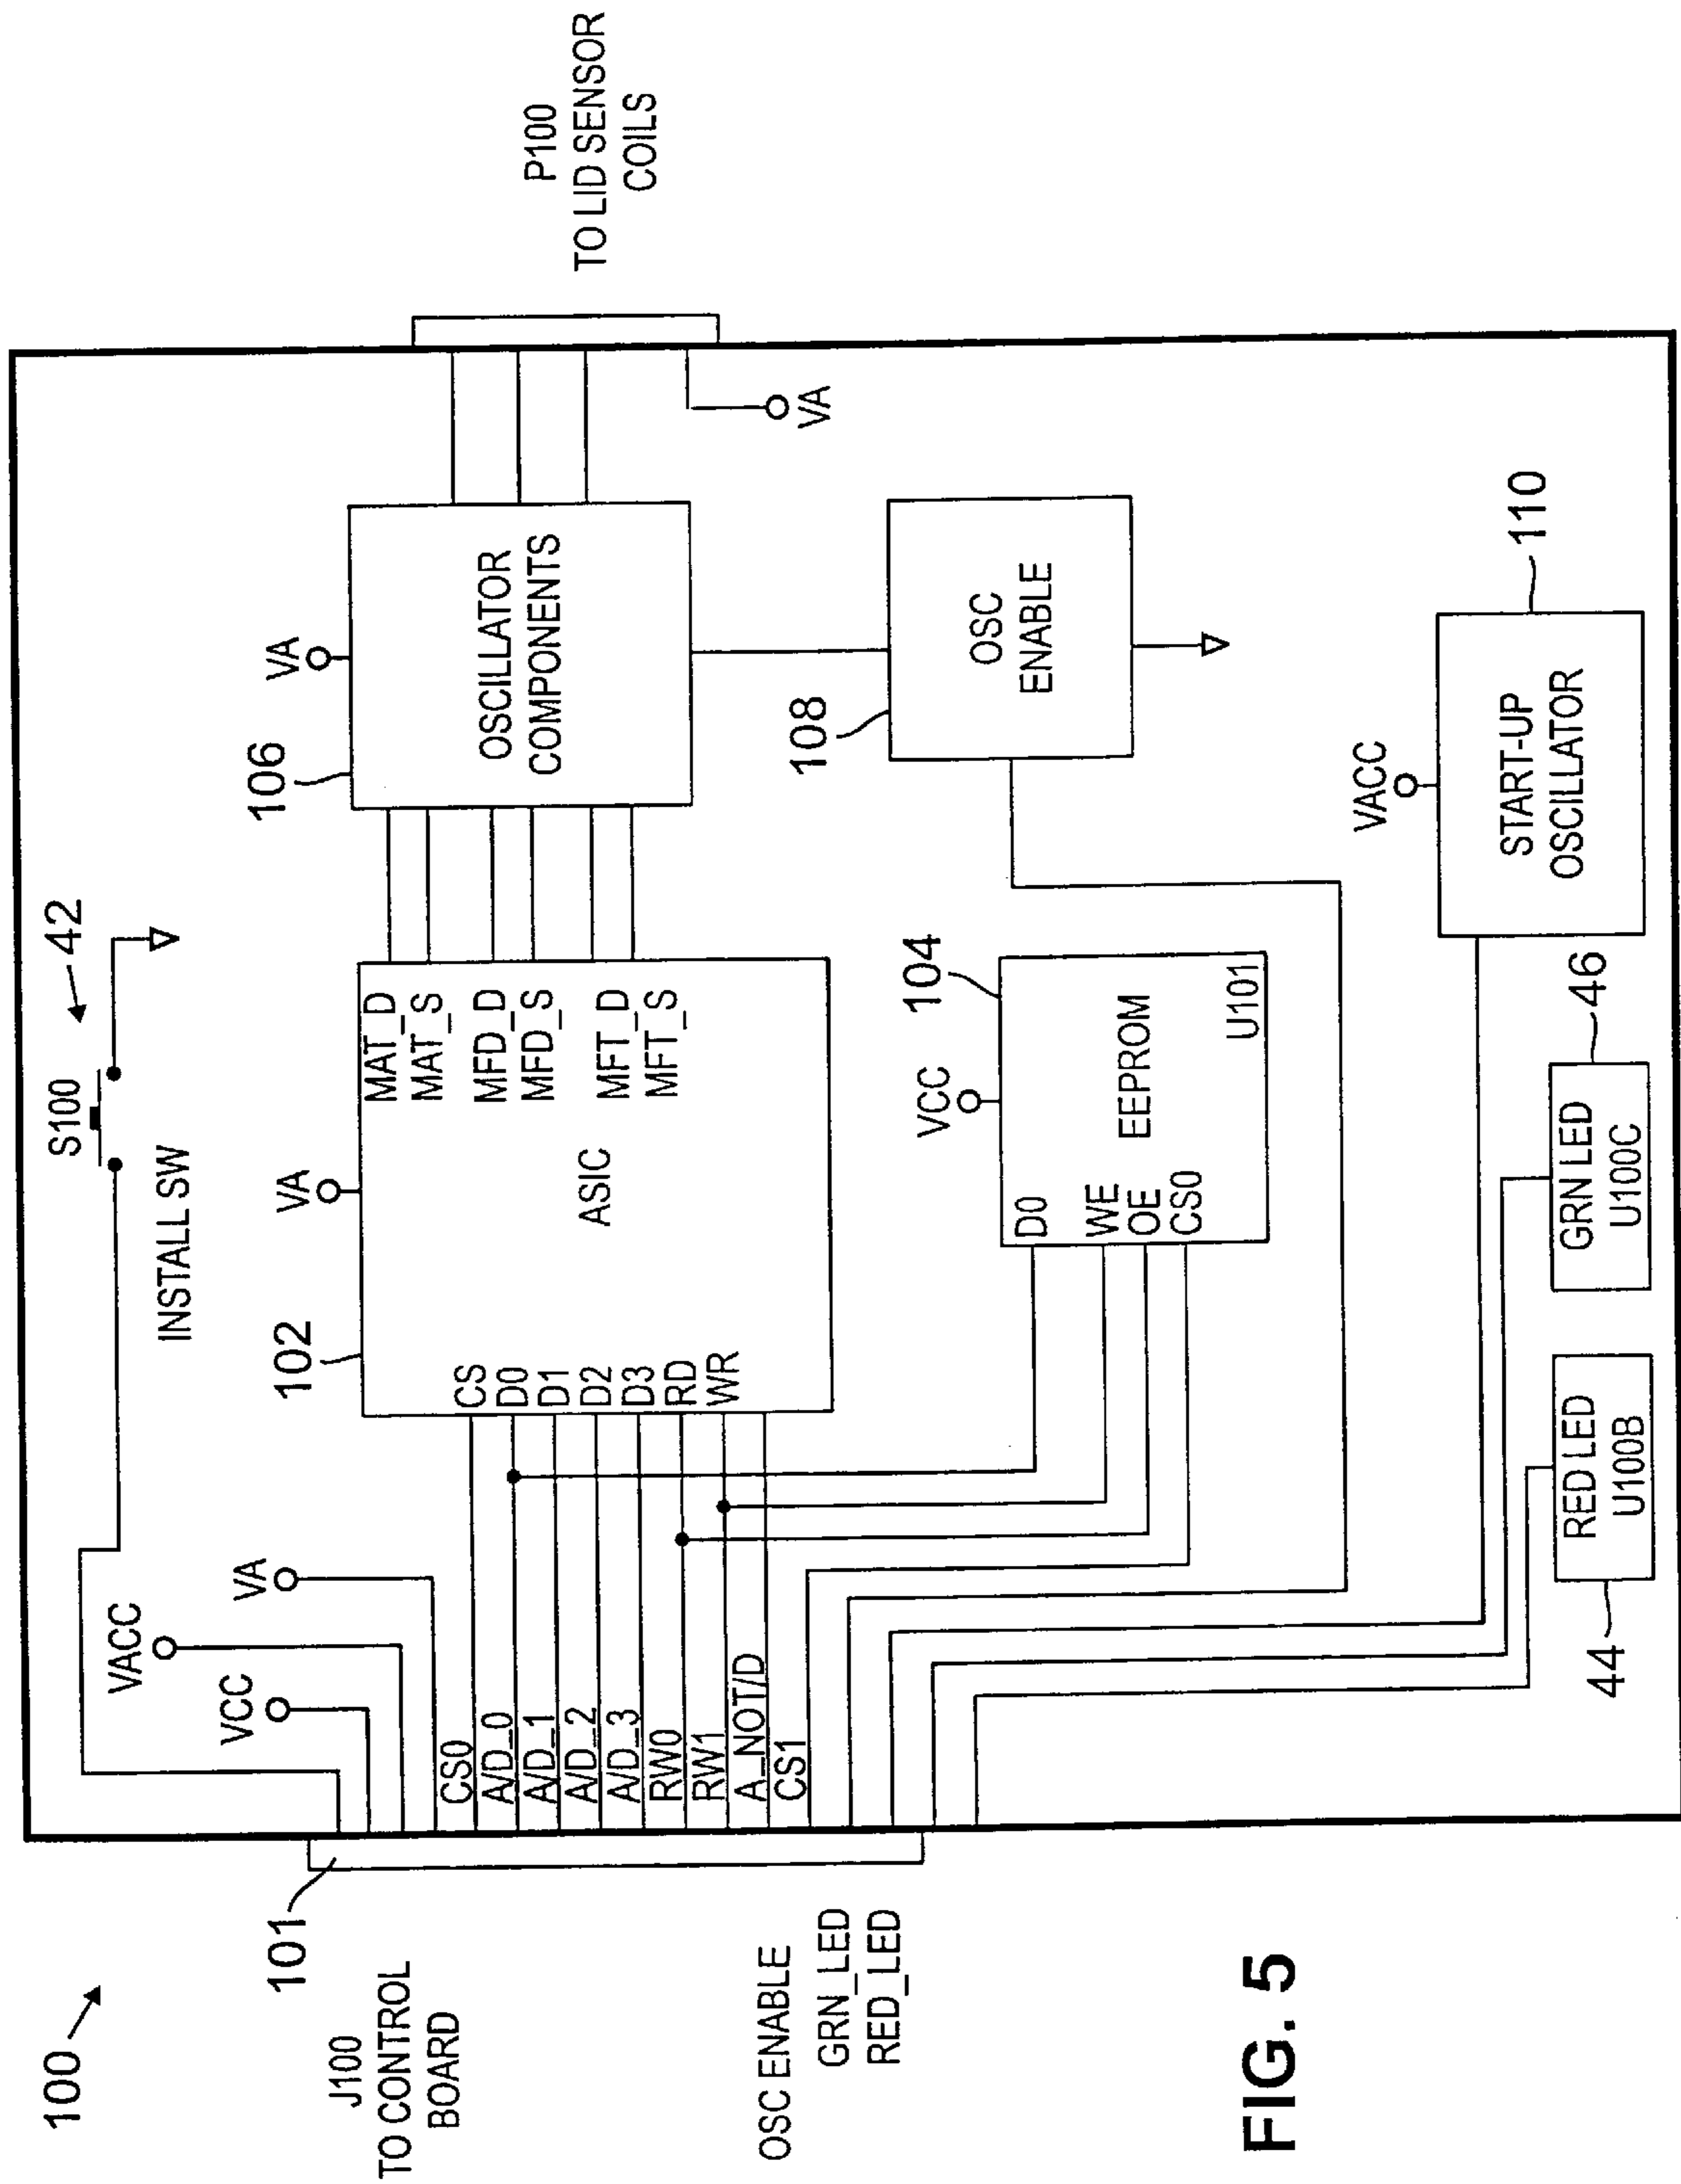 100
101
J100
TO CONTROL
BOARD
OSC ENABLE
GRN_LED
RED_LED
VCC
VACC
VA
CS0
A/D_0
A/D_1
A/D_2
A/D_3
RW0
RW1
A_NOT/D
CS1
S100
42
INSTALL SW
102
VA
CS
D0
D1
D2
D3
RD
WR
ASIC
MAT_D
MAT_S
MFD_D
MFD_S
MFT_D
MFT_S
106
VA
OSCILLATOR
COMPONENTS
P100
TO LID SENSOR
COILS
VA
104
VCC
D0
WE
OE
CS0
EEPROM
U101
108
OSC
ENABLE
VACC
110
START-UP
OSCILLATOR
44
RED LED
U100B
46
GRN LED
U100C
FIG. 5